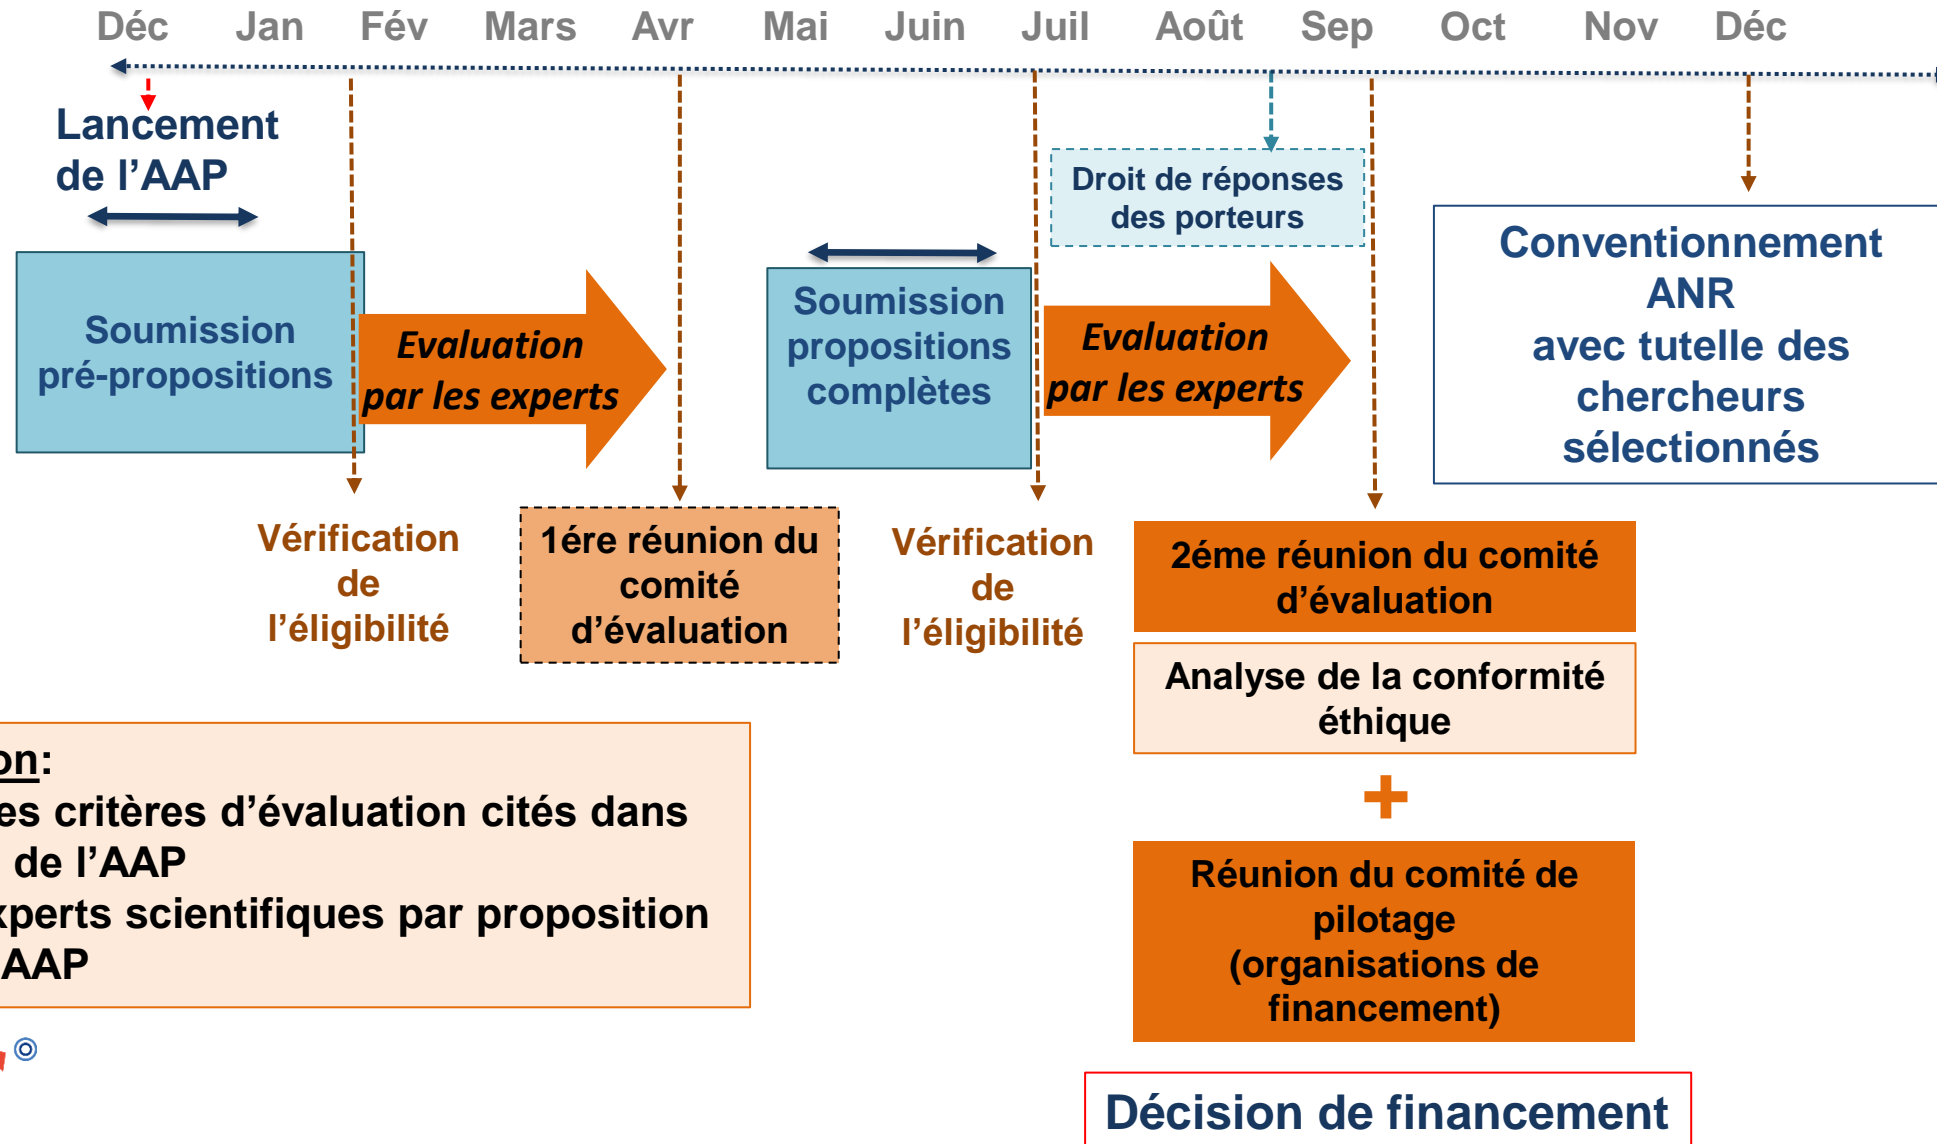 Déc Jan Fév Mars Avr Mai Juin Juil Août Sep Oct Nov Déc
Lancement
de l’AAP
Droit de réponses
des porteurs
Soumission
pré-propositions
Evaluation
par les experts
Soumission
propositions
complètes
Evaluation
par les experts
Conventionnement
ANR
avec tutelle des
chercheurs
sélectionnés
Vérification
de
l’éligibilité
1ére réunion du
comité
d’évaluation
Vérification
de
l’éligibilité
2éme réunion du comité
d’évaluation
Analyse de la conformité
éthique
+
Réunion du comité de
pilotage
(organisations de
financement)
Décision de financement
on:
es critères d’évaluation cités dans
de l’AAP
xperts scientifiques par proposition
AAP